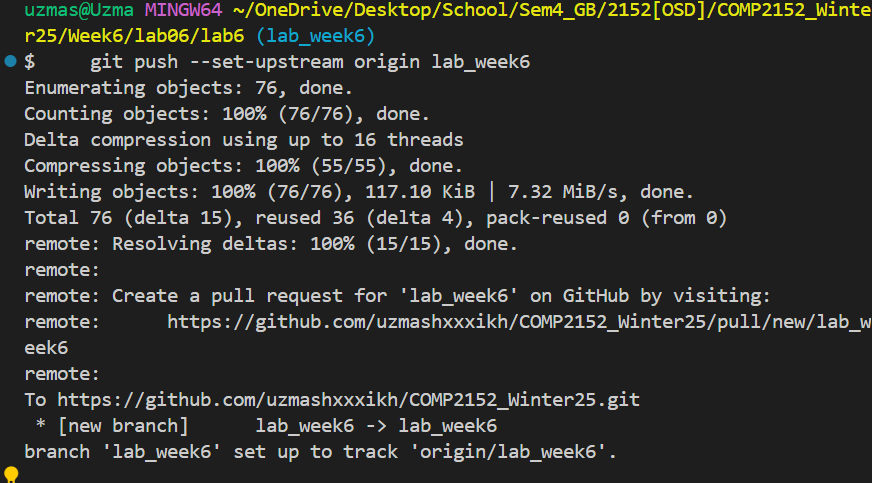 uzmas@Uzma MINGW64 ~/OneDrive/Desktop/School/Sem4_GB/2152[OSD]/COMP2152_Winte
r25/Week6/lab06/lab6 (lab_week6)
$     git push --set-upstream origin lab_week6
Enumerating objects: 76, done.
Counting objects: 100% (76/76), done.
Delta compression using up to 16 threads
Compressing objects: 100% (55/55), done.
Writing objects: 100% (76/76), 117.10 KiB | 7.32 MiB/s, done.
Total 76 (delta 15), reused 36 (delta 4), pack-reused 0 (from 0)
remote: Resolving deltas: 100% (15/15), done.
remote:
remote: Create a pull request for 'lab_week6' on GitHub by visiting:
remote:      https://github.com/uzmashxxxikh/COMP2152_Winter25/pull/new/lab_w
eek6
remote:
To https://github.com/uzmashxxxikh/COMP2152_Winter25.git
 * [new branch]      lab_week6 -> lab_week6
branch 'lab_week6' set up to track 'origin/lab_week6'.